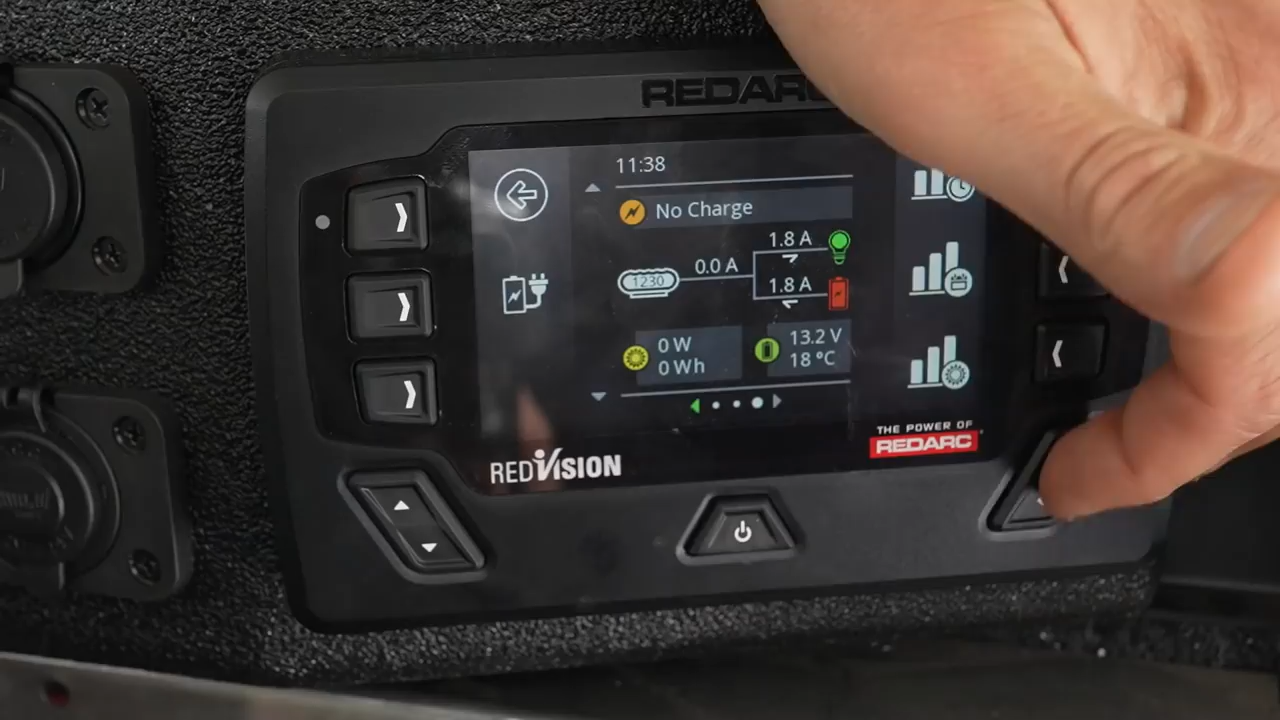 REDARC
11:38
No Charge
1.8 A
0.0 A
1230
1.8 A
0 W
0 Wh
13.2 V
18 °C
THE POWER OF
REDARC
REDVISION